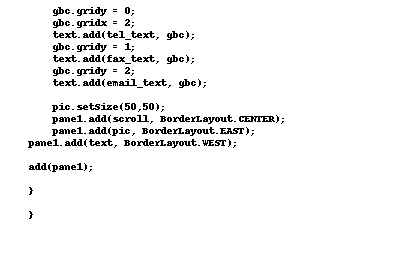 gbc.gridy = 0;
gbc.gridx = 2;
text.add(tel_text, gbc);
gbc.gridy = 1;
text.add(fax_text, gbc);
gbc.gridy = 2;
text.add(email_text, gbc);
pic.setSize(50,50);
pane1.add(scroll, BorderLayout.CENTER);
pane1.add(pic, BorderLayout.EAST);
pane1.add(text, BorderLayout.WEST);
add(pane1);
}
}